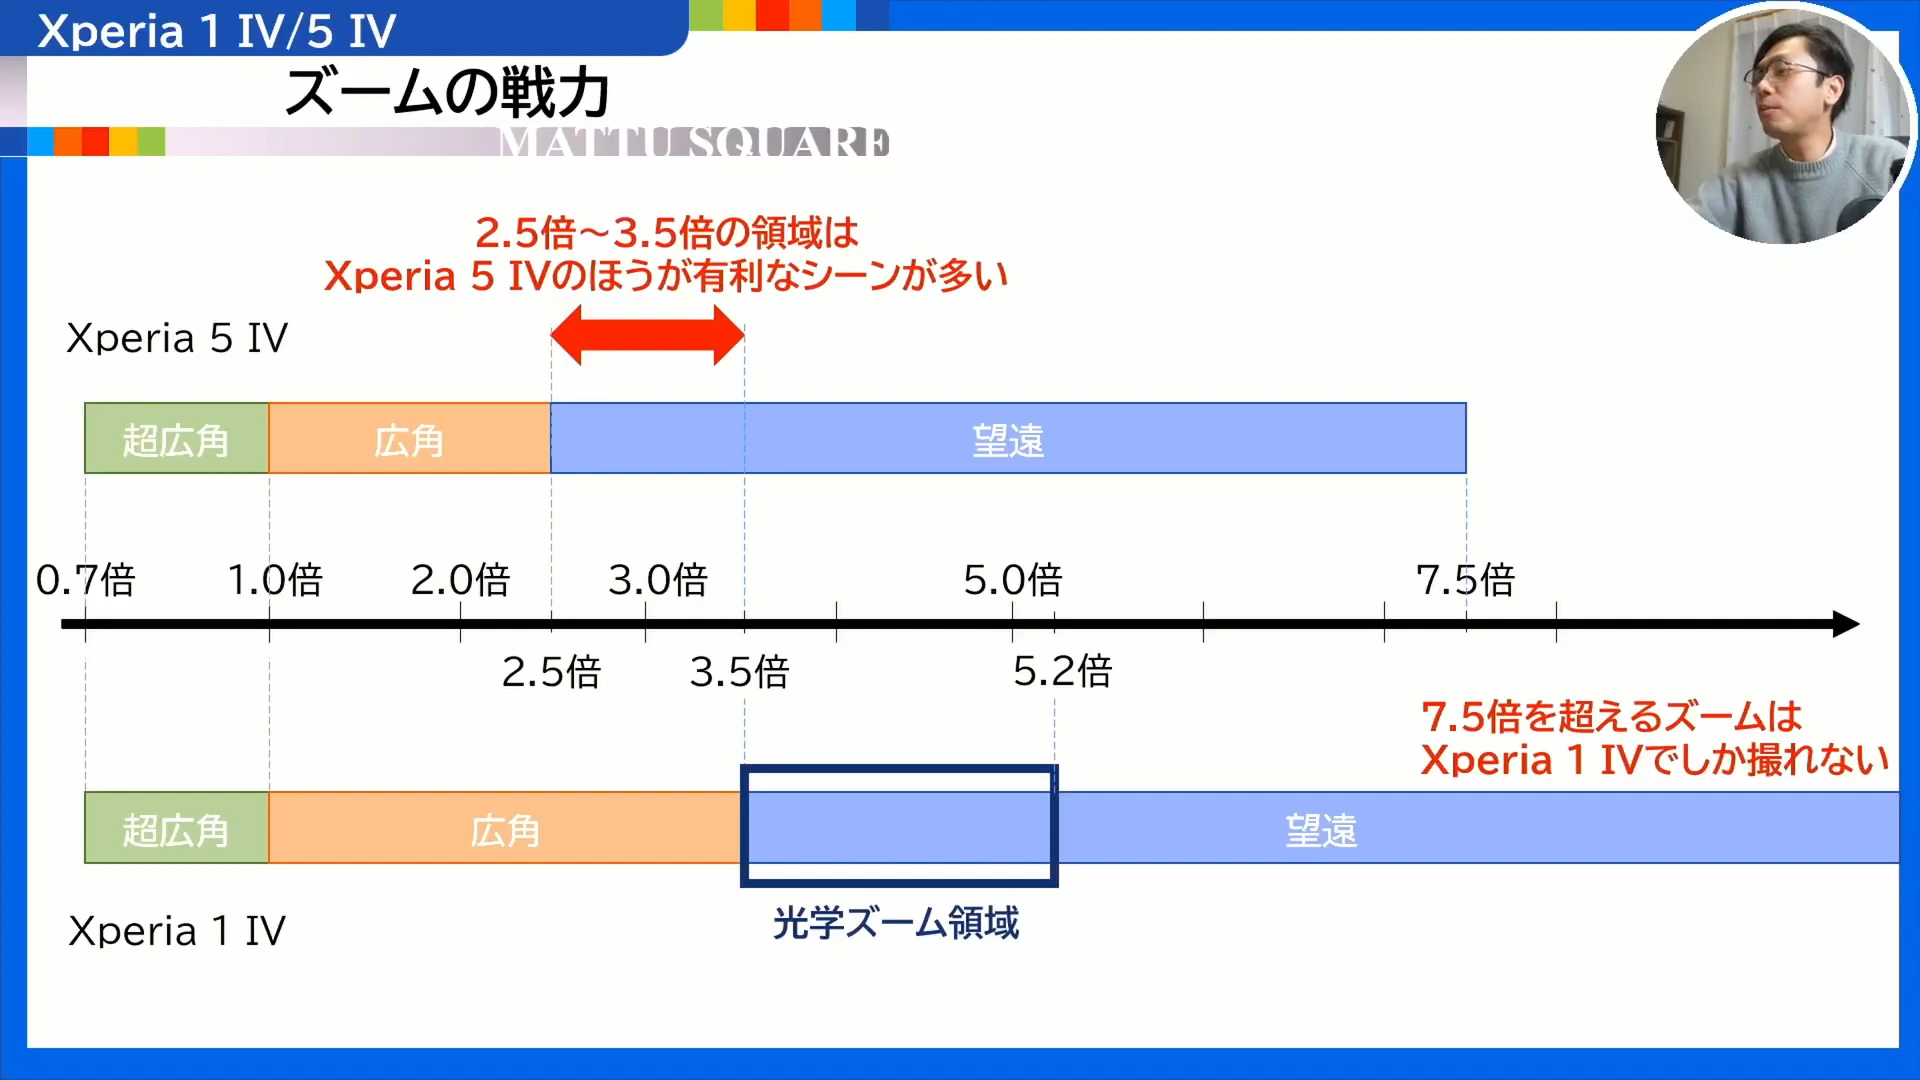 Xperia 1 IV/5 IV
ズームの戦力
MATTU SQUARE
2.5倍～3.5倍の領域は
Xperia 5 IVのほうが有利なシーンが多い
Xperia 5 IV
超広角 広角 望遠
0.7倍 1.0倍 2.0倍 3.0倍 5.0倍 7.5倍
2.5倍 3.5倍 5.2倍
7.5倍を超えるズームは
Xperia 1 IVでしか撮れない
超広角 広角 望遠
Xperia 1 IV
光学ズーム領域